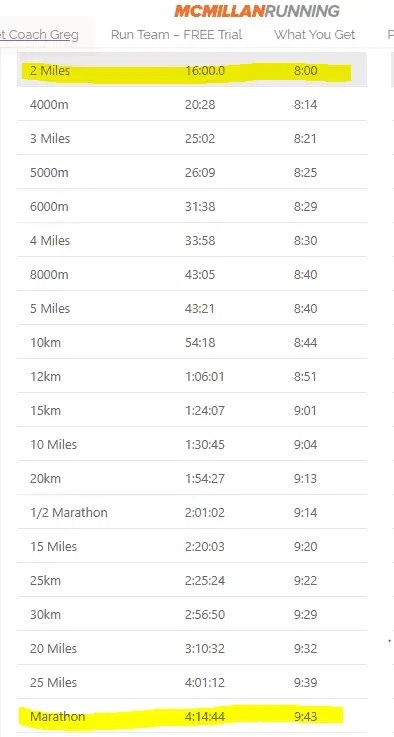 MCMILLANRUNNING
et Coach Greg Run Team – FREE Trial What You Get P
2 Miles 16:00.0 8:00
4000m 20:28 8:14
3 Miles 25:02 8:21
5000m 26:09 8:25
6000m 31:38 8:29
4 Miles 33:58 8:30
8000m 43:05 8:40
5 Miles 43:21 8:40
10km 54:18 8:44
12km 1:06:01 8:51
15km 1:24:07 9:01
10 Miles 1:30:45 9:04
20km 1:54:27 9:13
1/2 Marathon 2:01:02 9:14
15 Miles 2:20:03 9:20
25km 2:25:24 9:22
30km 2:56:50 9:29
20 Miles 3:10:32 9:32
25 Miles 4:01:12 9:39
Marathon 4:14:44 9:43